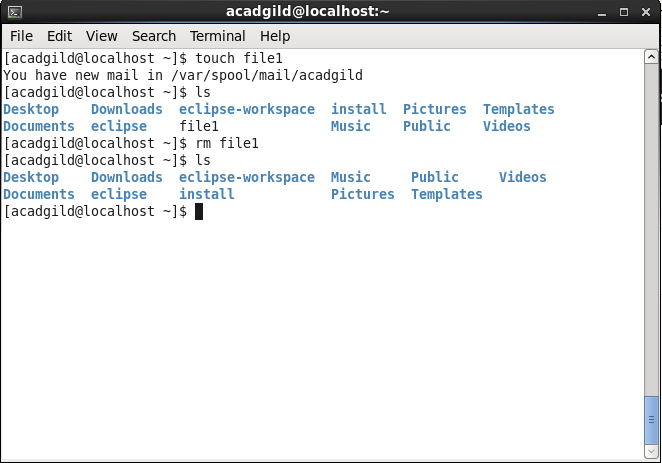 acadgild@localhost:~
File Edit View Search Terminal Help
[acadgild@localhost ~]$ touch file1
You have new mail in /var/spool/mail/acadgild
[acadgild@localhost ~]$ ls
Desktop    Downloads  eclipse-workspace  install  Pictures  Templates
Documents  eclipse    file1              Music    Public    Videos
[acadgild@localhost ~]$ rm file1
[acadgild@localhost ~]$ ls
Desktop    Downloads  eclipse-workspace  Music     Public     Videos
Documents  eclipse    install            Pictures  Templates
[acadgild@localhost ~]$